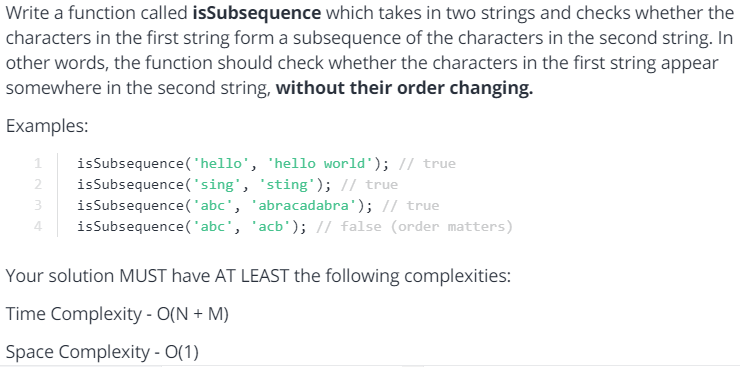 Write a function called isSubsequence which takes in two strings and checks whether the
characters in the first string form a subsequence of the characters in the second string. In
other words, the function should check whether the characters in the first string appear
somewhere in the second string, without their order changing.
Examples:
1 isSubsequence('hello', 'hello world'); // true
2 isSubsequence('sing', 'sting'); // true
3 isSubsequence('abc', 'abracadabra'); // true
4 isSubsequence('abc', 'acb'); // false (order matters)
Your solution MUST have AT LEAST the following complexities:
Time Complexity - O(N + M)
Space Complexity - O(1)